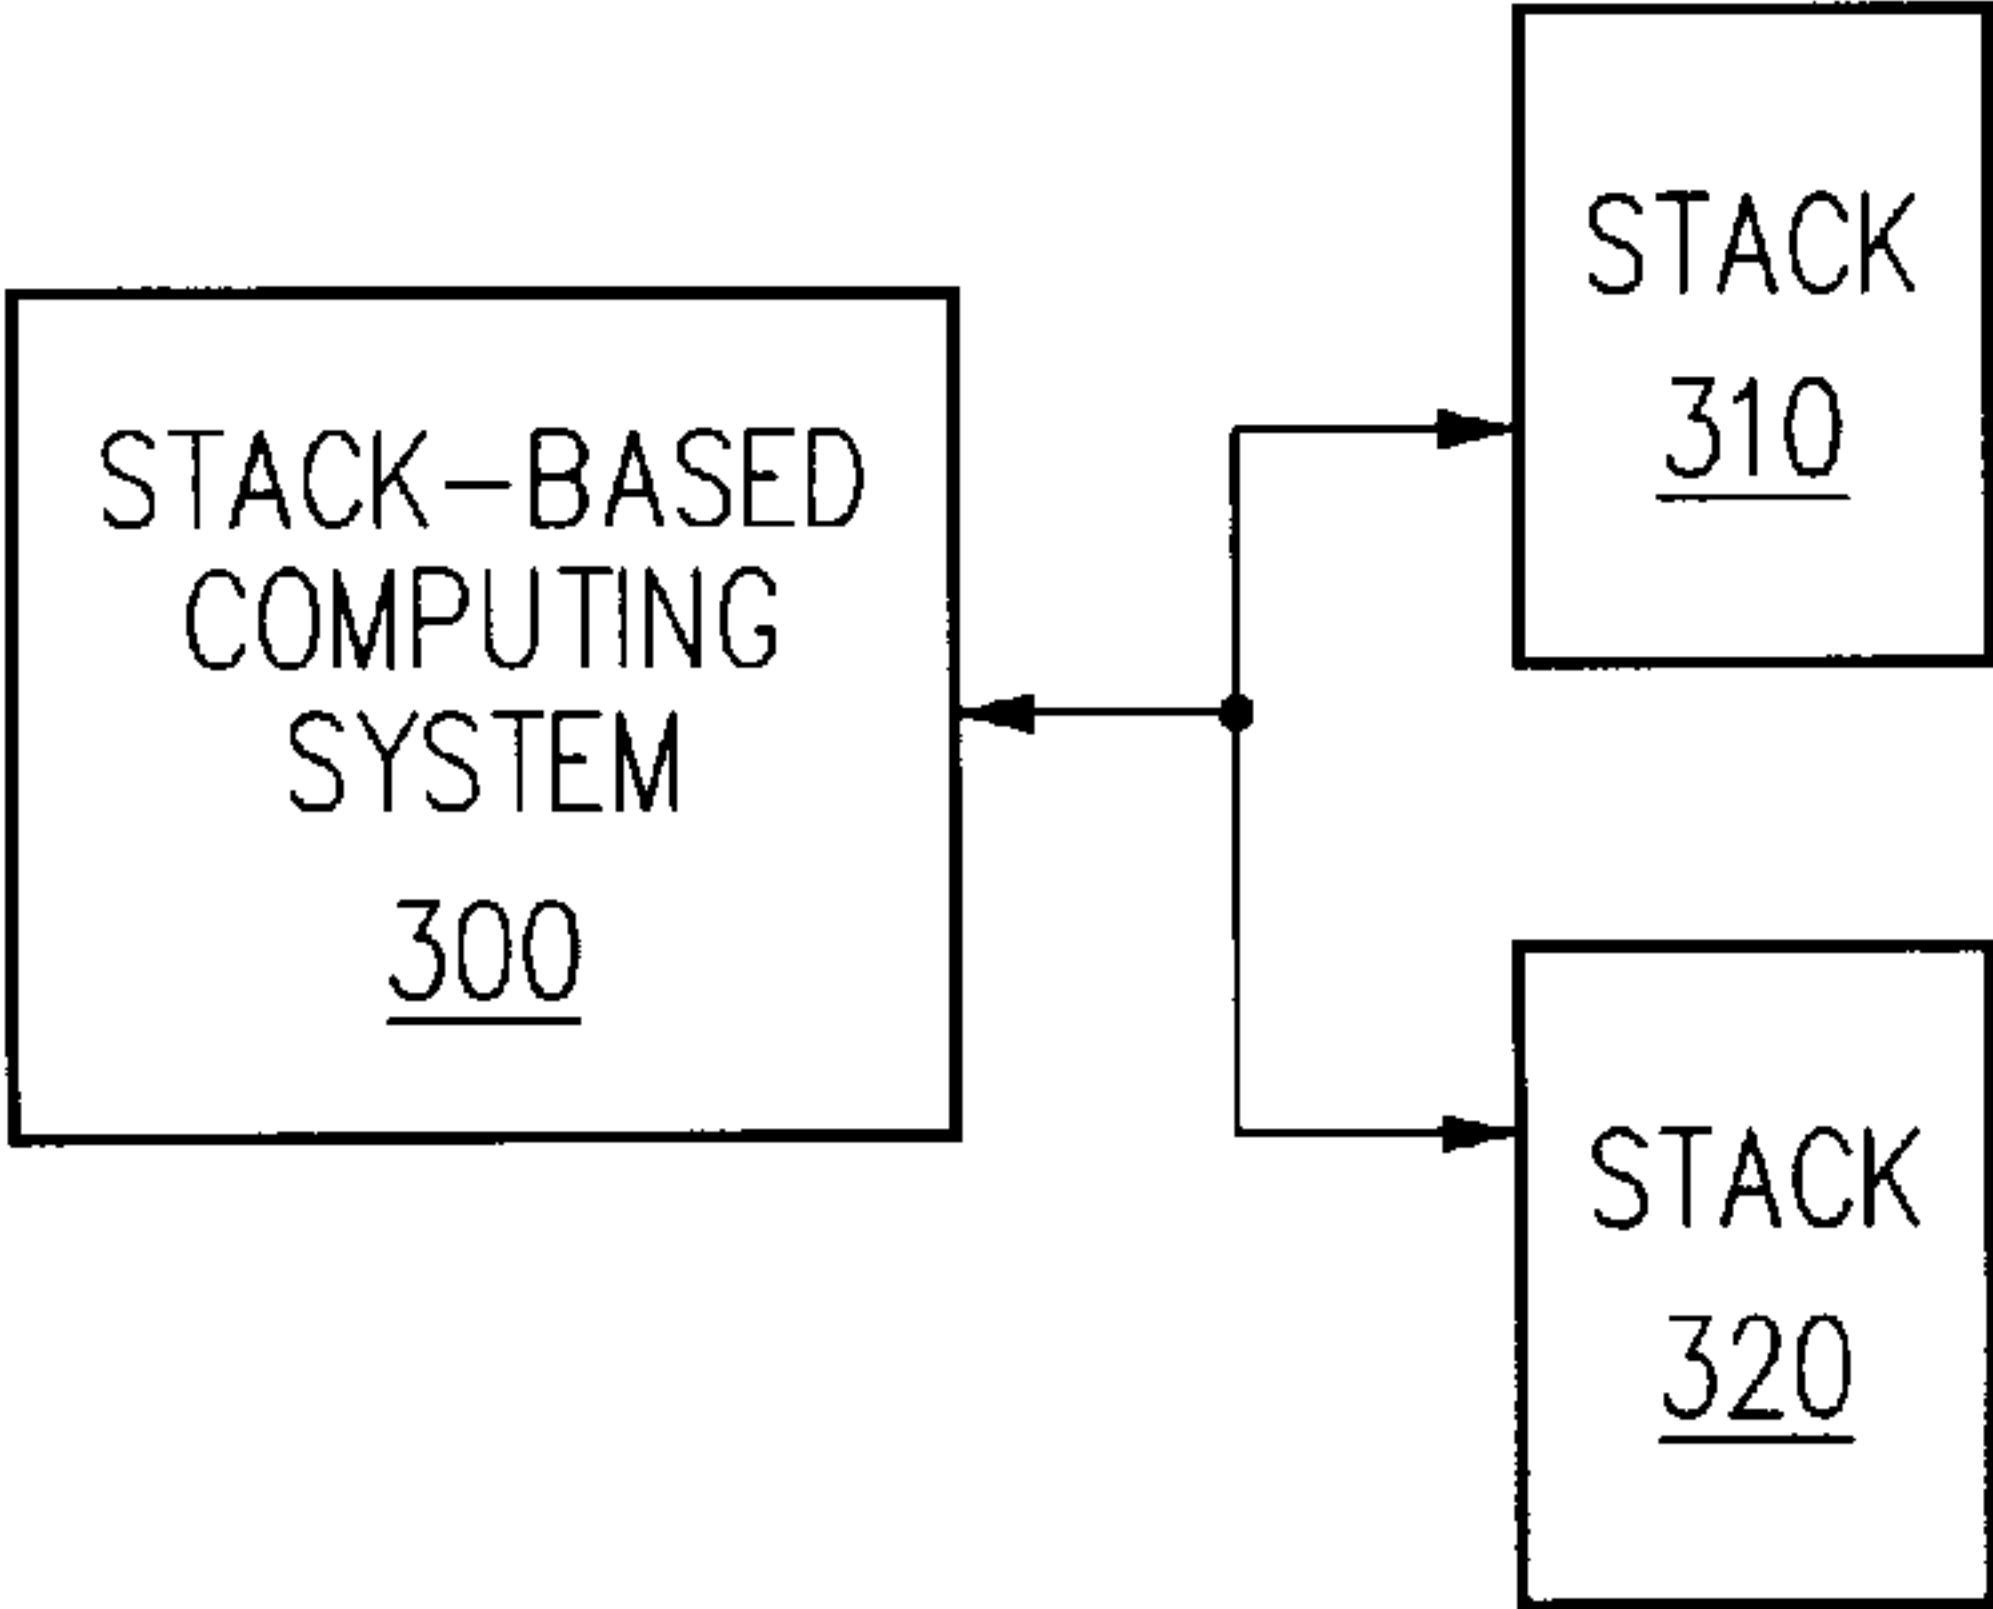 STACK-BASED
COMPUTING
SYSTEM
300
STACK
310
STACK
320